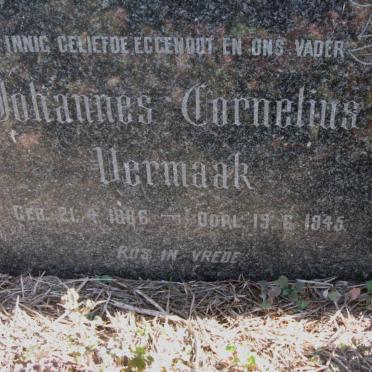 INNIG GELIEFDE EGGENOOT EN ONS VADER
Johannes Cornelius
Vermaak
GEB. 21.4.1886 — OORL. 19.6.1945
RUS IN VREDE